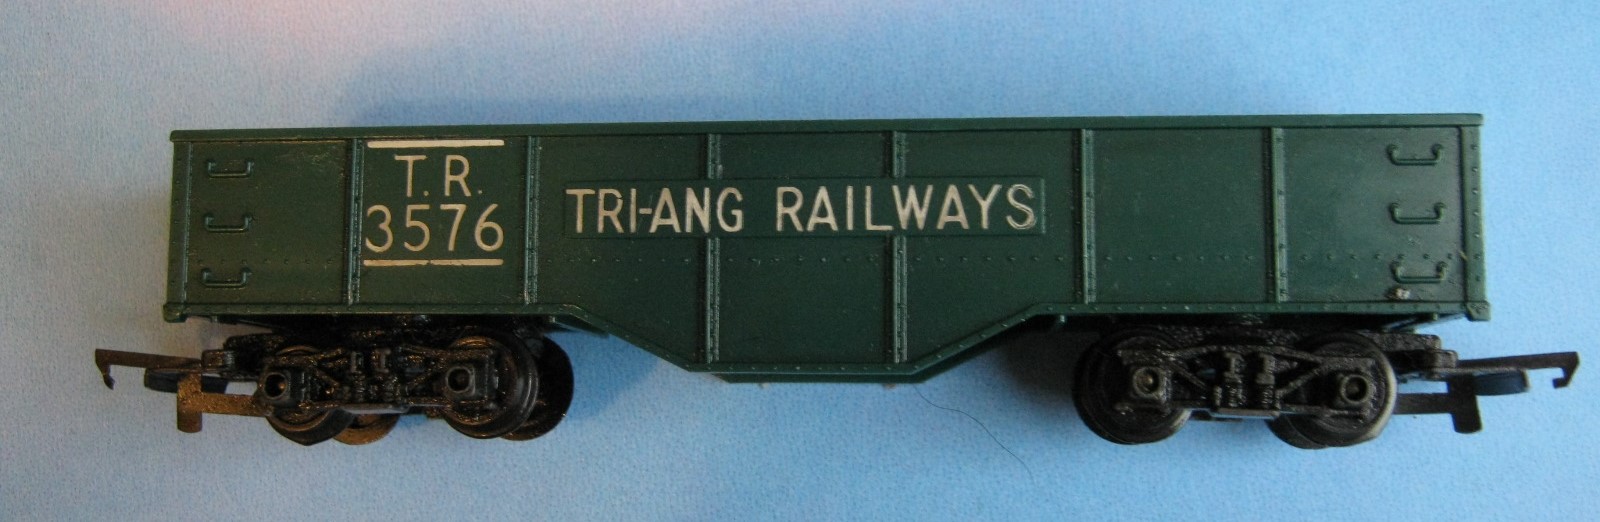 T.R.
3576
TRI-ANG RAILWAYS